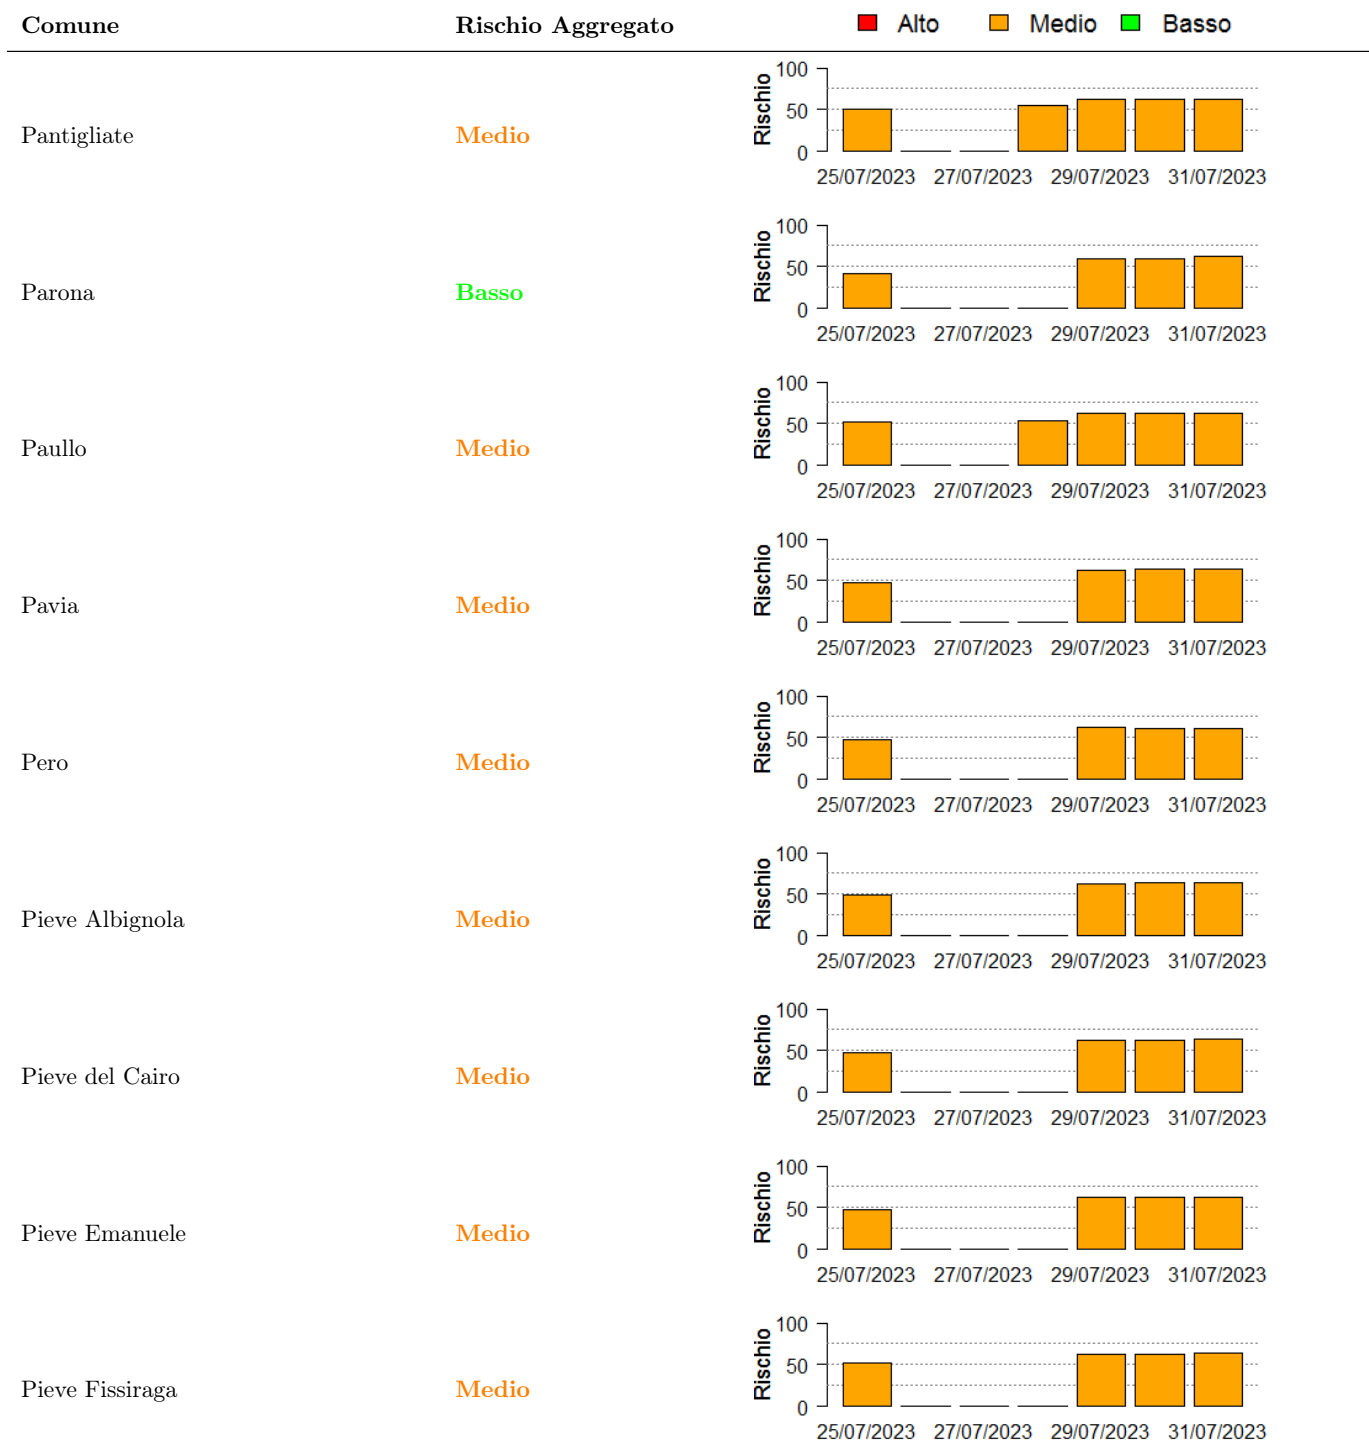 Comune Rischio Aggregato Alto Medio Basso
Pantigliate Medio
Rischio
100
50
0
25/07/2023 27/07/2023 29/07/2023 31/07/2023
Parona Basso
Rischio
100
50
0
25/07/2023 27/07/2023 29/07/2023 31/07/2023
Paullo Medio
Rischio
100
50
0
25/07/2023 27/07/2023 29/07/2023 31/07/2023
Pavia Medio
Rischio
100
50
0
25/07/2023 27/07/2023 29/07/2023 31/07/2023
Pero Medio
Rischio
100
50
0
25/07/2023 27/07/2023 29/07/2023 31/07/2023
Pieve Albignola Medio
Rischio
100
50
0
25/07/2023 27/07/2023 29/07/2023 31/07/2023
Pieve del Cairo Medio
Rischio
100
50
0
25/07/2023 27/07/2023 29/07/2023 31/07/2023
Pieve Emanuele Medio
Rischio
100
50
0
25/07/2023 27/07/2023 29/07/2023 31/07/2023
Pieve Fissiraga Medio
Rischio
100
50
0
25/07/2023 27/07/2023 29/07/2023 31/07/2023